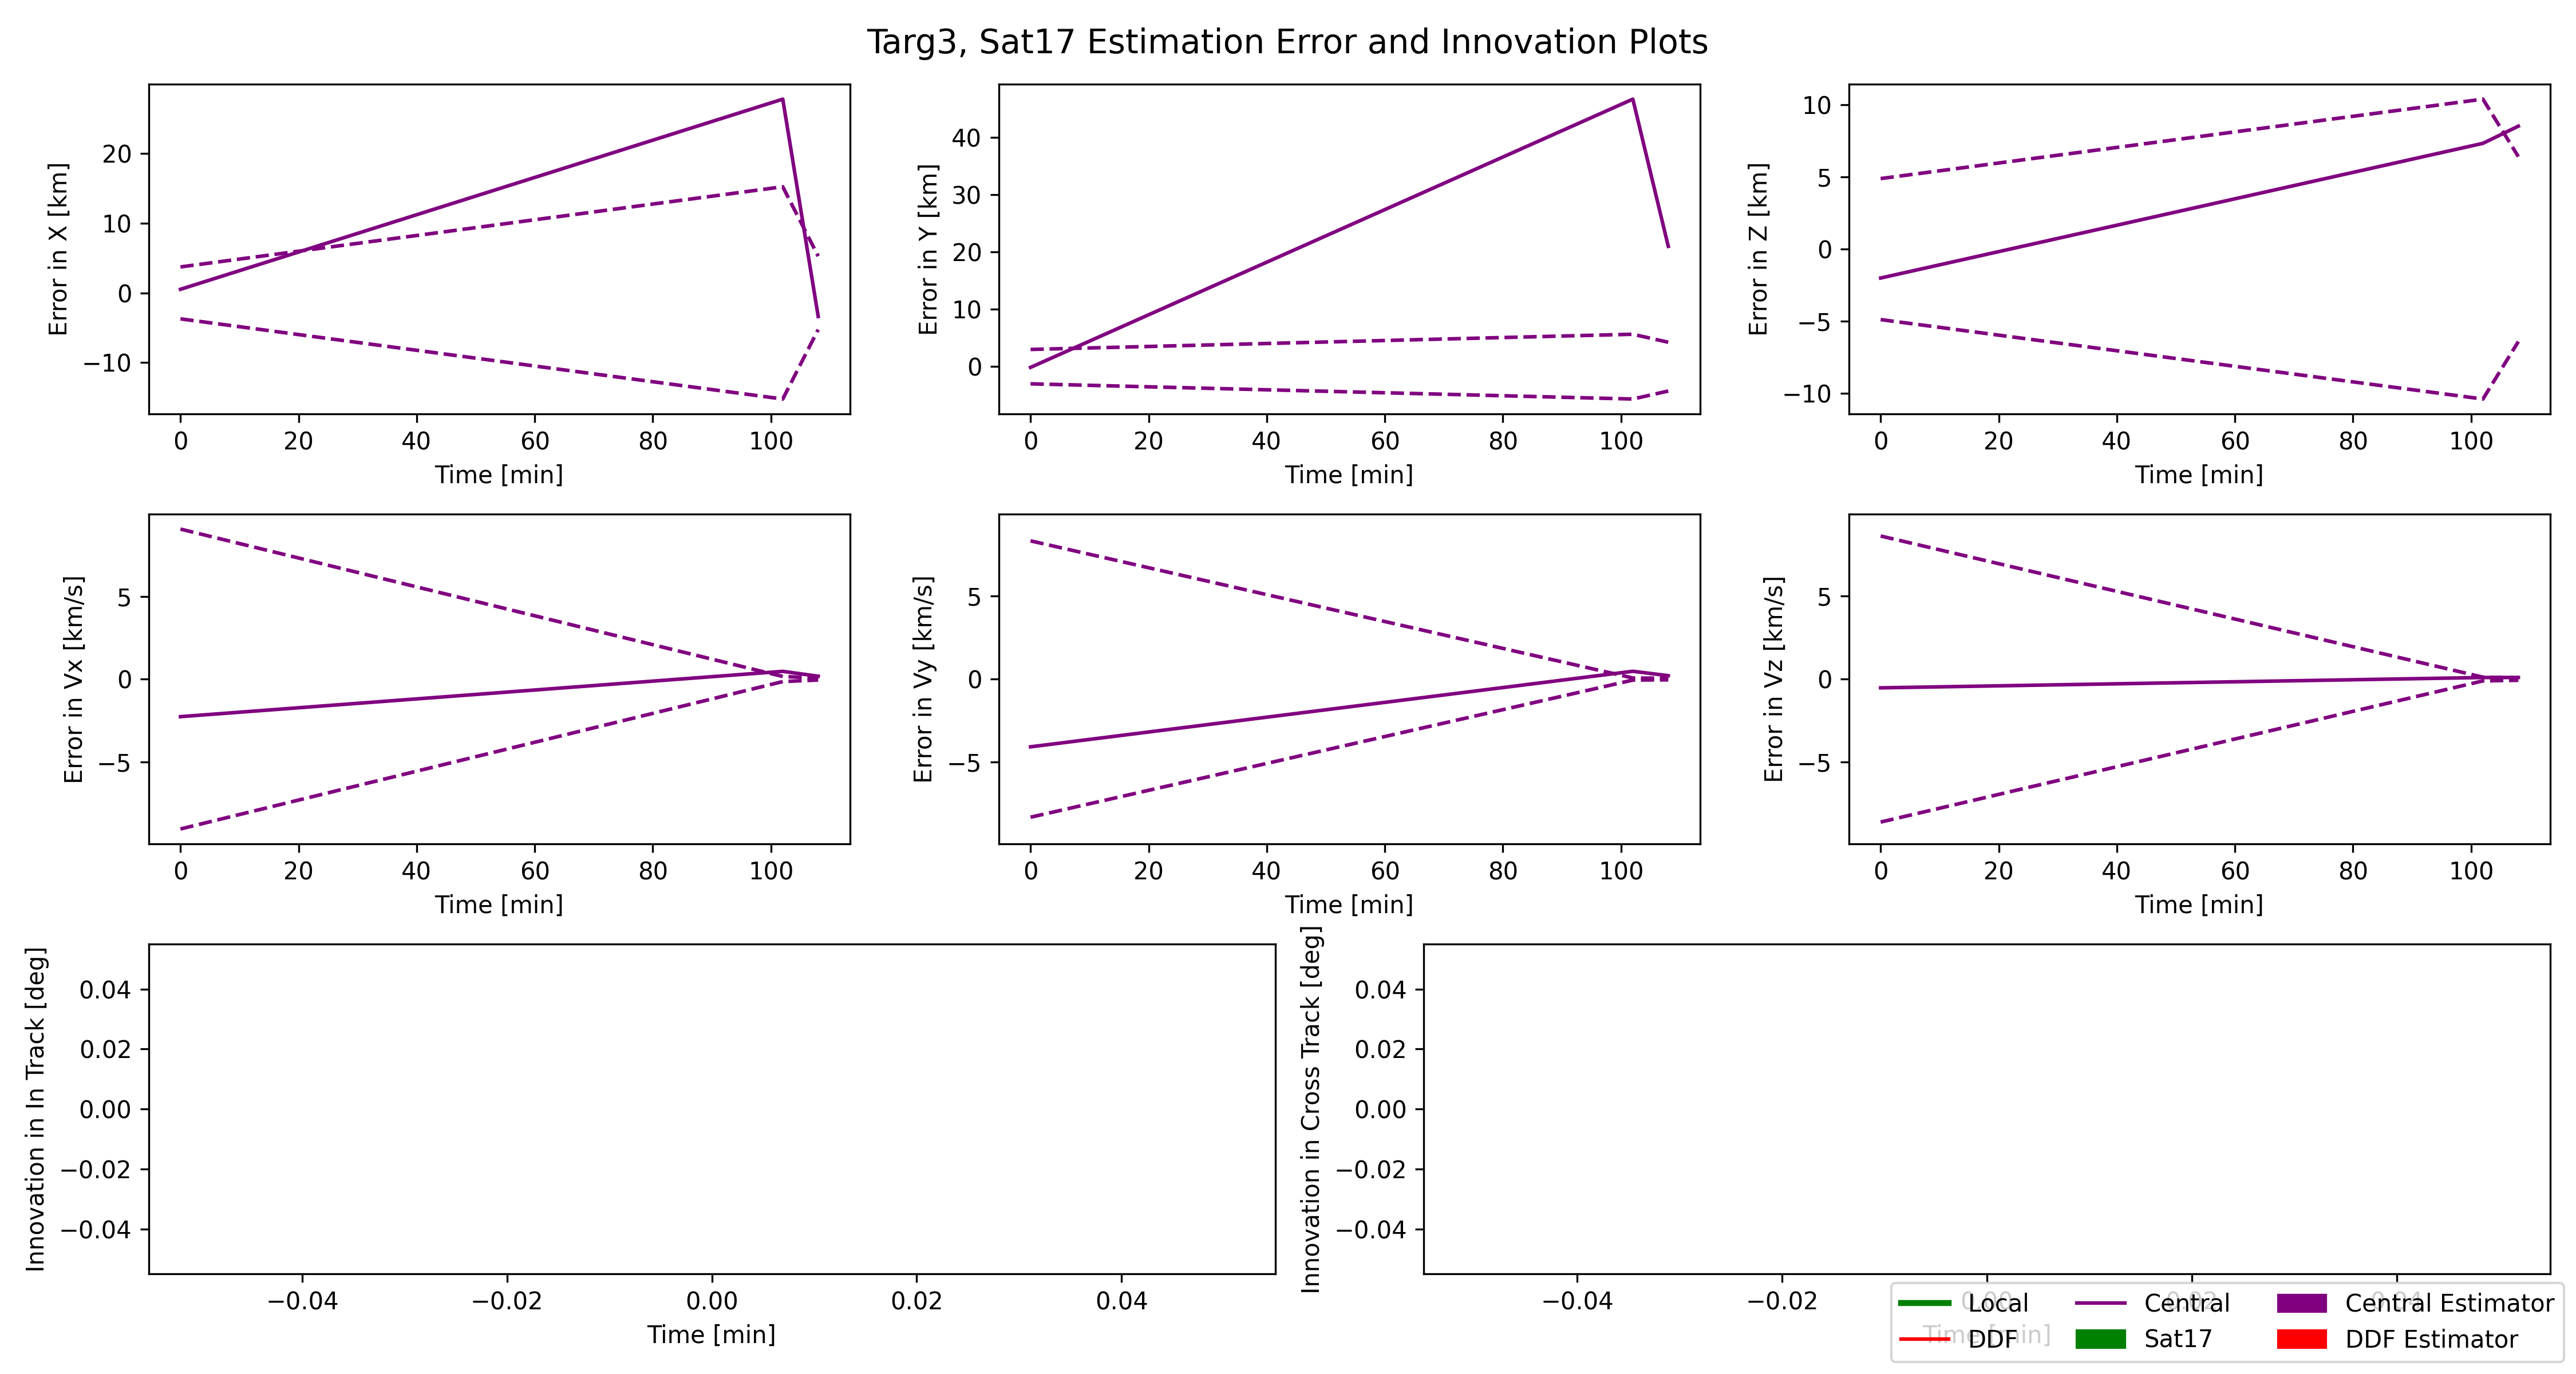 Targ3, Sat17 Estimation Error and Innovation Plots
Error in X [km]
20
10
0
−10
0 20 40 60 80 100
Time [min]
Error in Y [km]
40
30
20
10
0
0 20 40 60 80 100
Time [min]
Error in Z [km]
10
5
0
−5
−10
0 20 40 60 80 100
Time [min]
Error in Vx [km/s]
5
0
−5
0 20 40 60 80 100
Time [min]
Error in Vy [km/s]
5
0
−5
0 20 40 60 80 100
Time [min]
Error in Vz [km/s]
5
0
−5
0 20 40 60 80 100
Time [min]
Innovation in In Track [deg]
0.04
0.02
0.00
−0.02
−0.04
−0.04 −0.02 0.00 0.02 0.04
Time [min]
Innovation in Cross Track [deg]
0.04
0.02
0.00
−0.02
−0.04
−0.04 −0.02 0.00 0.02 0.04
Time [min]
Local Central Central Estimator
DDF Sat17 DDF Estimator